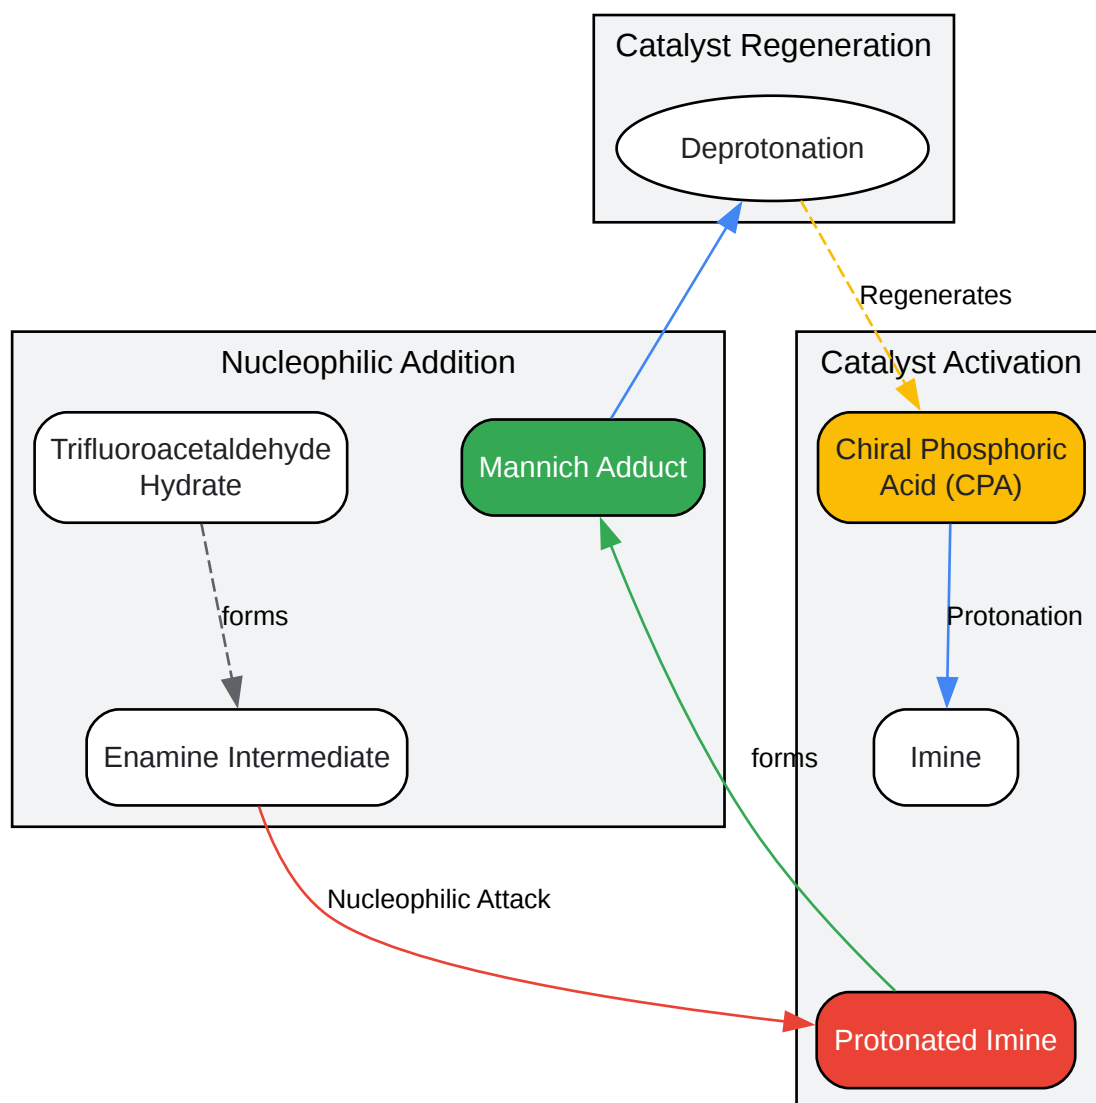 Catalyst Regeneration
Deprotonation
Regenerates
Nucleophilic Addition
Catalyst Activation
Trifluoroacetaldehyde
Hydrate
Mannich Adduct
Chiral Phosphoric
Acid (CPA)
forms
Protonation
Enamine Intermediate
forms
Imine
Nucleophilic Attack
Protonated Imine